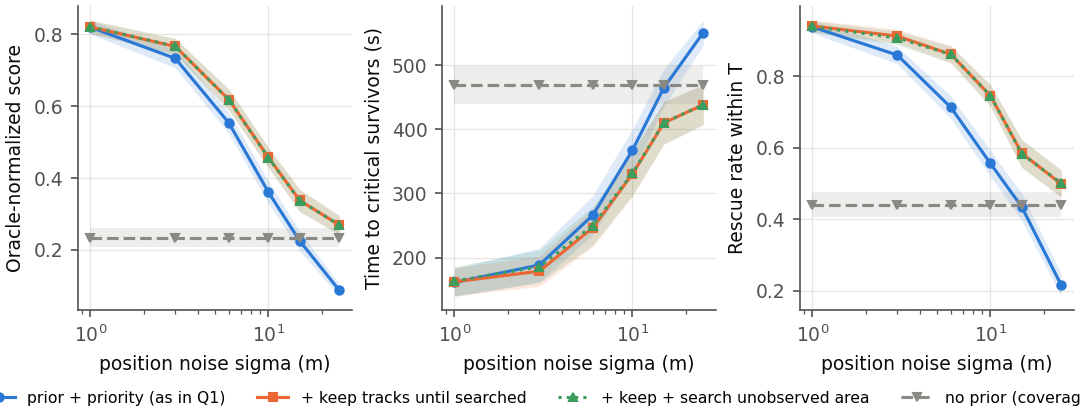 Oracle-normalized score
0.8
0.6
0.4
0.2
10⁰
10¹
position noise sigma (m)
Time to critical survivors (s)
500
400
300
200
10⁰
10¹
position noise sigma (m)
Rescue rate within T
0.8
0.6
0.4
0.2
10⁰
10¹
position noise sigma (m)
prior + priority (as in Q1)
+ keep tracks until searched
+ keep + search unobserved area
no prior (coverag